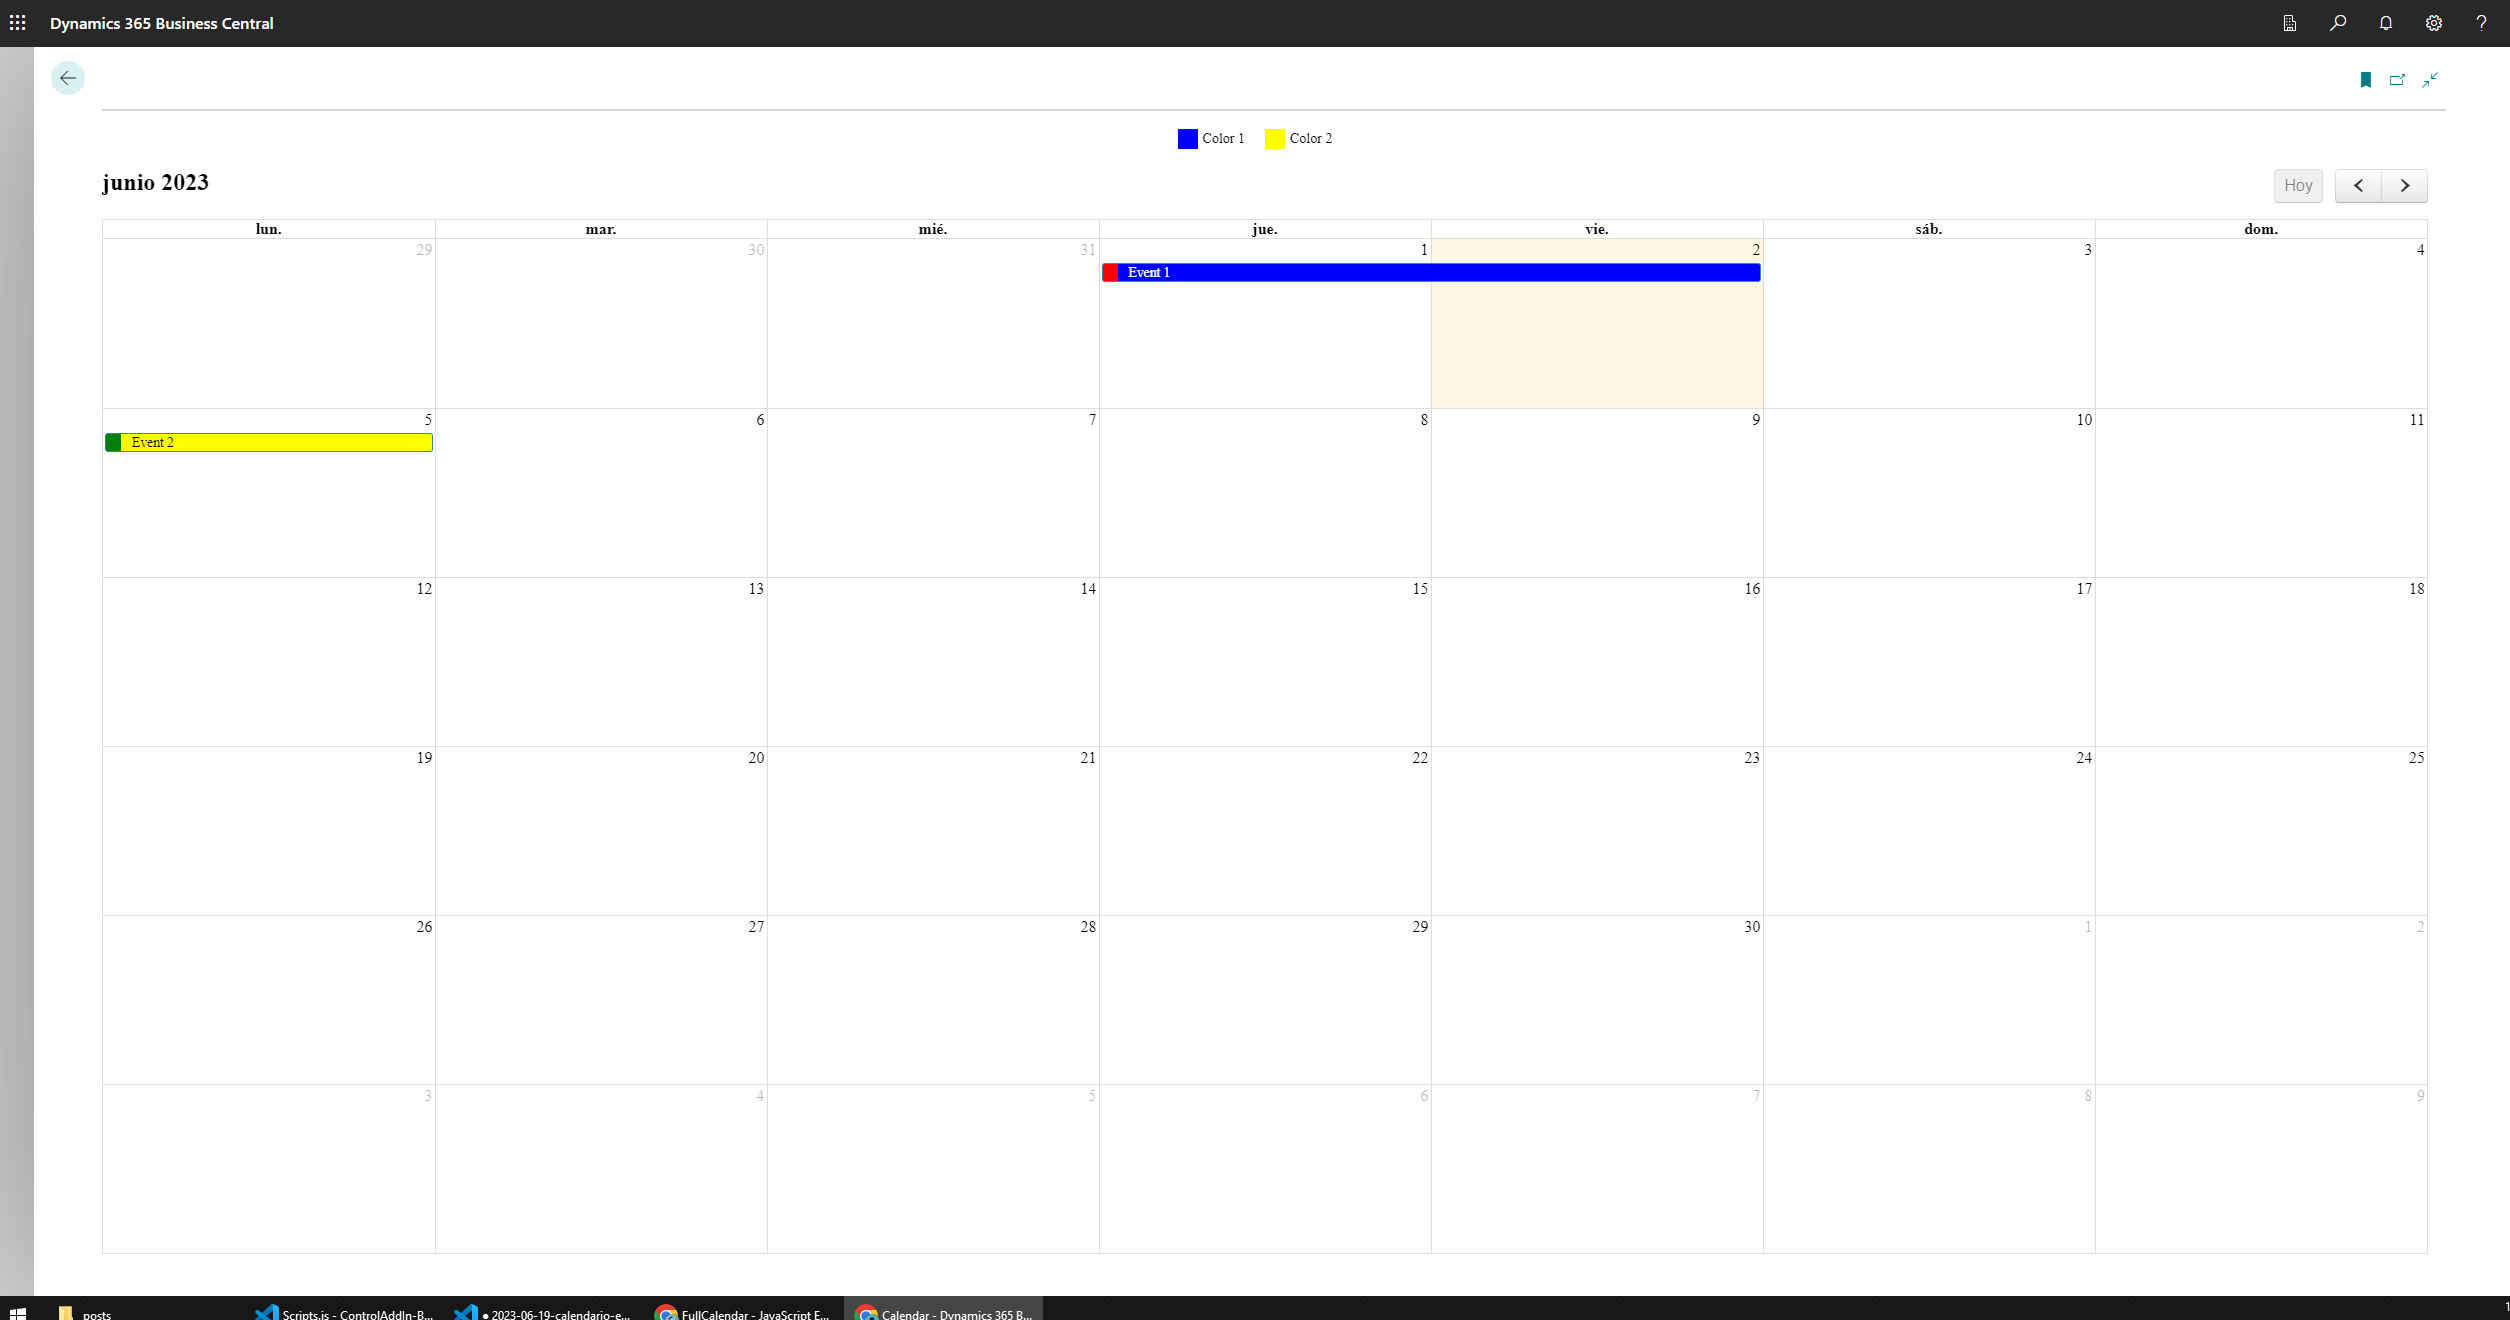 Dynamics 365 Business Central
Color 1 Color 2
junio 2023
Hoy
lun. mar. mié. jue. vie. sáb. dom.
29 30 31 1 2 3 4
Event 1
5 6 7 8 9 10 11
Event 2
12 13 14 15 16 17 18
19 20 21 22 23 24 25
26 27 28 29 30 1 2
3 4 5 6 7 8 9
posts Scripts.js - ControlAddIn-B... ● 2023-06-19-calendario-e... FullCalendar - JavaScript E... Calendar - Dynamics 365 B...